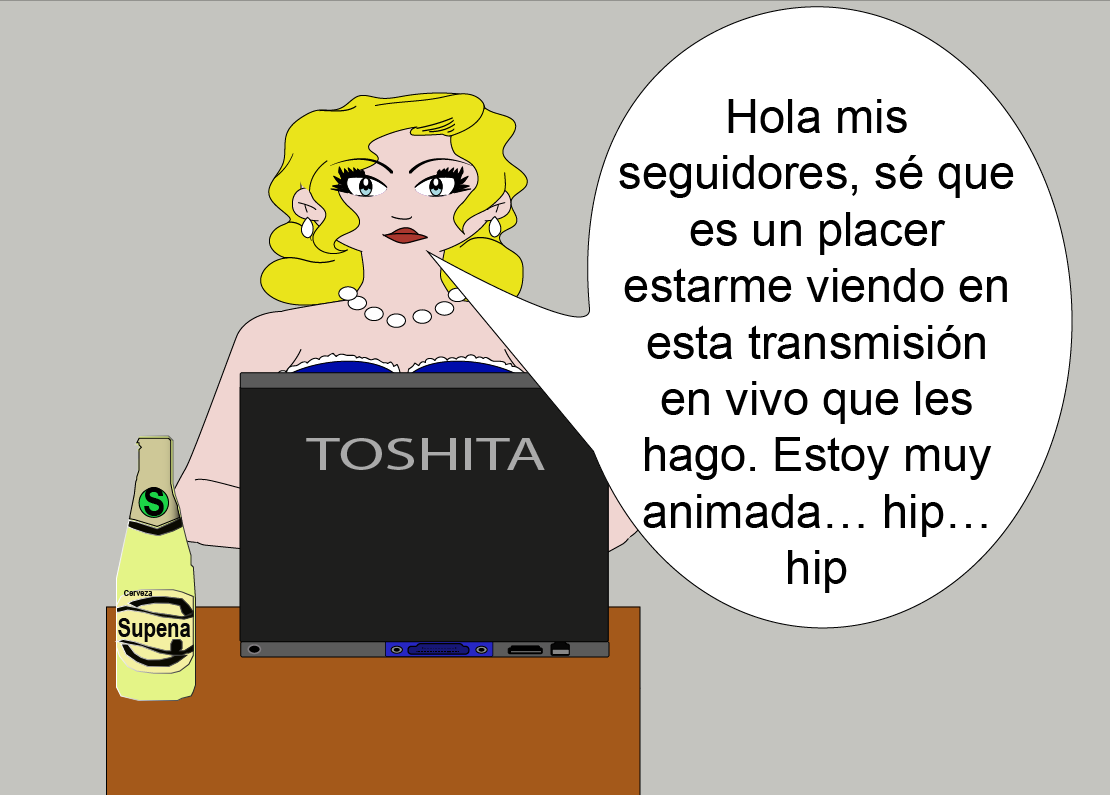 Hola mis
seguidores, sé que
es un placer
estarme viendo en
esta transmisión
en vivo que les
hago. Estoy muy
animada… hip…
hip
TOSHITA
S
Cerveza
Supena